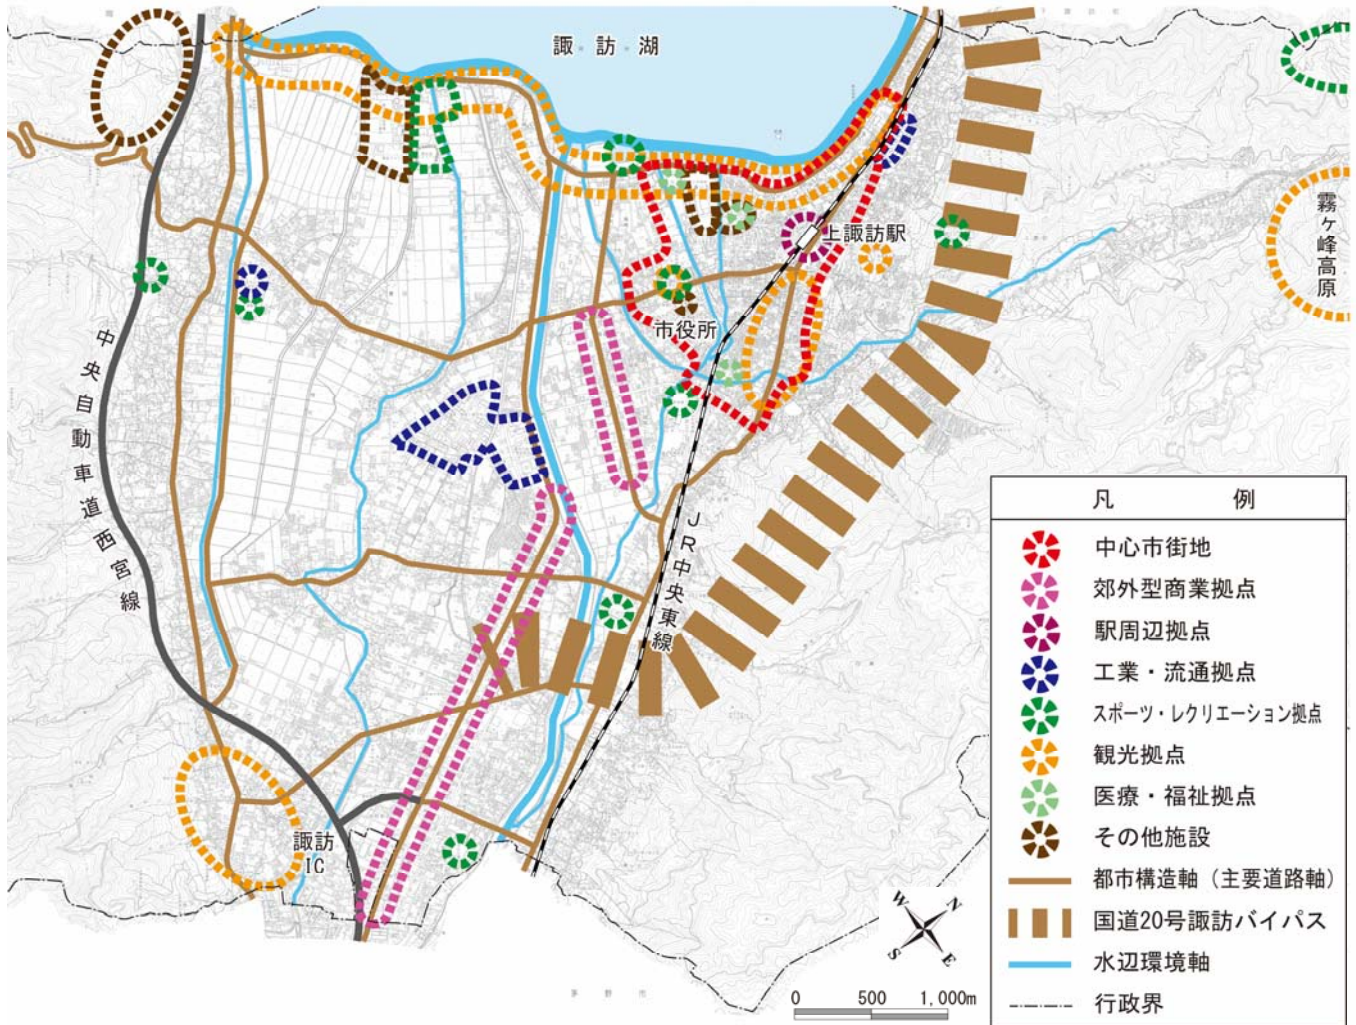 諏訪湖
霧ヶ峰高原
上諏訪駅
市役所
中央自動車道西宮線
JR中央東線
諏訪
IC
茅野市
W N
S E
0 500 1,000m
凡例
中心市街地
郊外型商業拠点
駅周辺拠点
工業・流通拠点
スポーツ・レクリエーション拠点
観光拠点
医療・福祉拠点
その他施設
都市構造軸（主要道路軸）
国道20号諏訪バイパス
水辺環境軸
行政界